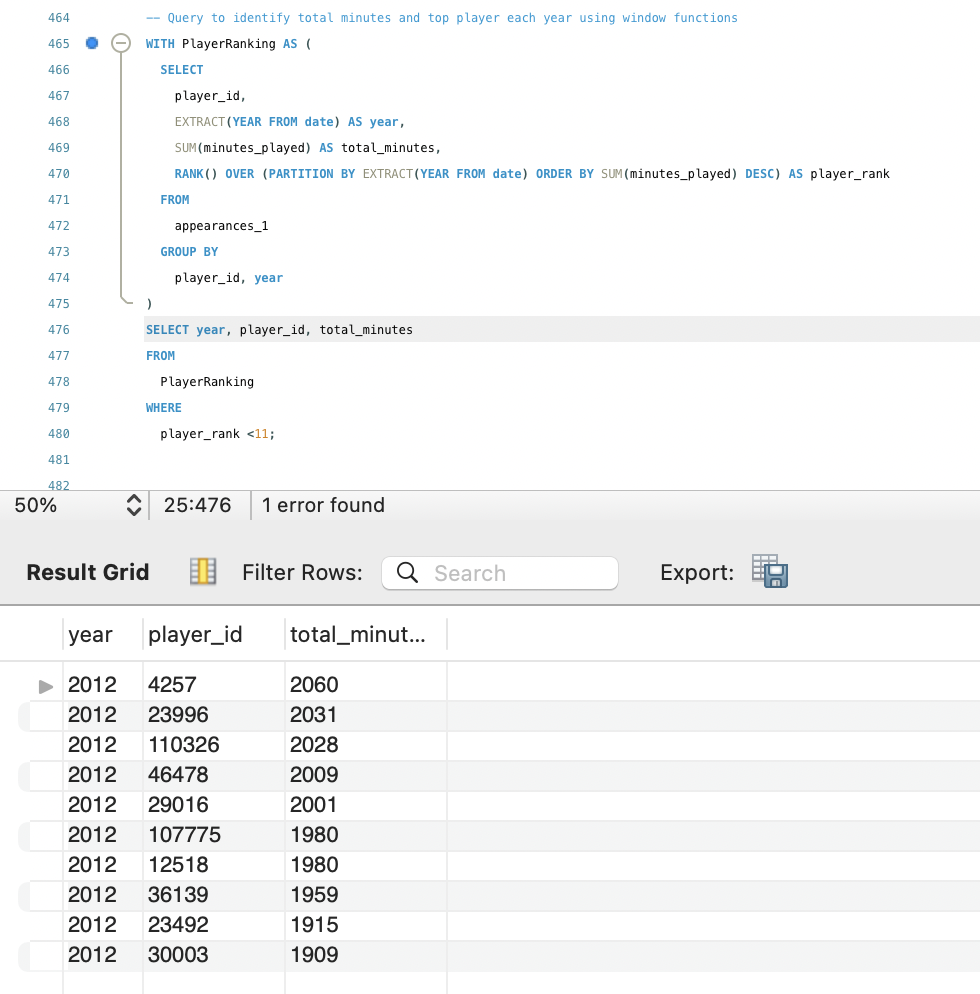 464 -- Query to identify total minutes and top player each year using window functions
465 WITH PlayerRanking AS (
466 SELECT
467 player_id,
468 EXTRACT(YEAR FROM date) AS year,
469 SUM(minutes_played) AS total_minutes,
470 RANK() OVER (PARTITION BY EXTRACT(YEAR FROM date) ORDER BY SUM(minutes_played) DESC) AS player_rank
471 FROM
472 appearances_1
473 GROUP BY
474 player_id, year
475 )
476 SELECT year, player_id, total_minutes
477 FROM
478 PlayerRanking
479 WHERE
480 player_rank <11;
481
482
50% 25:476 1 error found
Result Grid Filter Rows: Search Export:
year player_id total_minut...
2012 4257 2060
2012 23996 2031
2012 110326 2028
2012 46478 2009
2012 29016 2001
2012 107775 1980
2012 12518 1980
2012 36139 1959
2012 23492 1915
2012 30003 1909